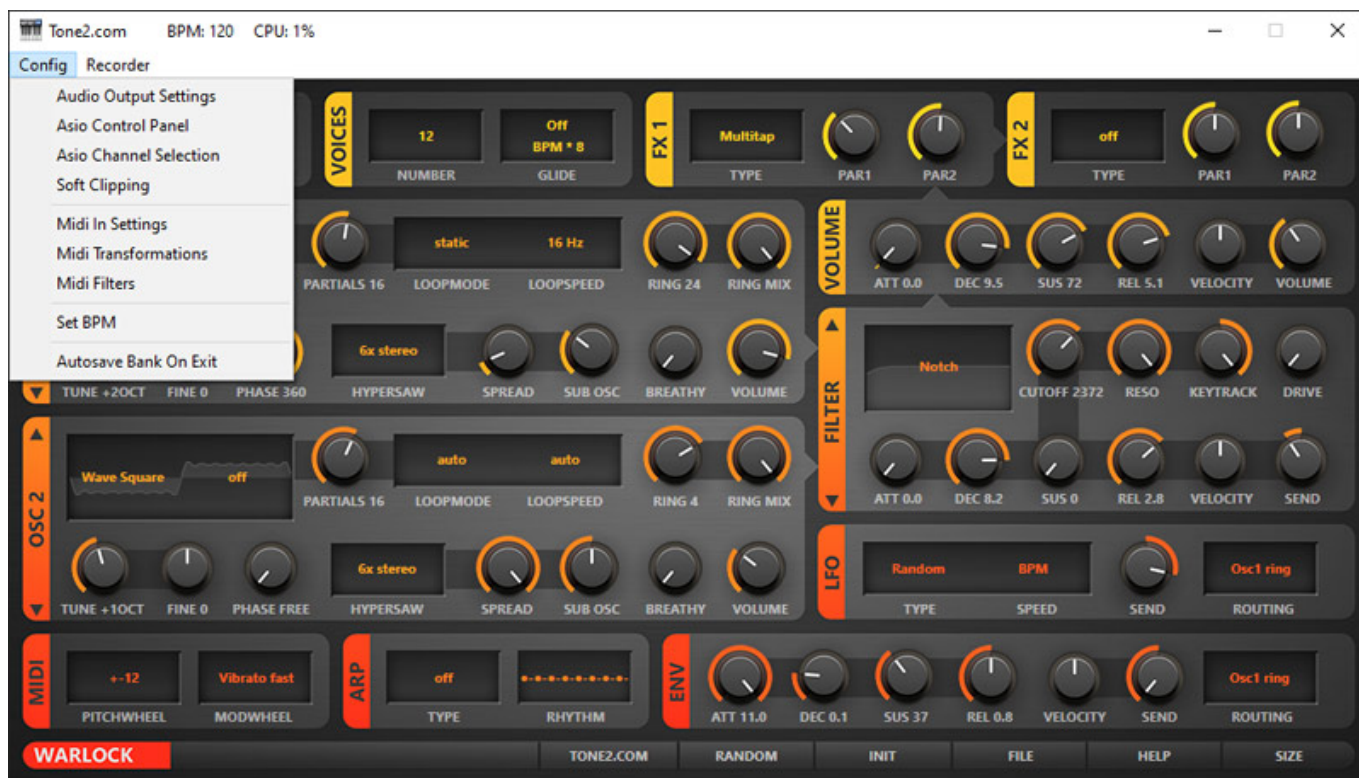 Tone2.com BPM: 120 CPU: 1%
Config Recorder
Audio Output Settings
Asio Control Panel
Asio Channel Selection
Soft Clipping
Midi In Settings
Midi Transformations
Midi Filters
Set BPM
Autosave Bank On Exit
VOICES
12
NUMBER
Off
BPM * 8
GLIDE
FX 1
Multitap
TYPE PAR1 PAR2
FX 2
off
TYPE PAR1 PAR2
static 16 Hz
PARTIALS 16 LOOPMODE LOOPSPEED RING 24 RING MIX
6x stereo
TUNE +2OCT FINE 0 PHASE 360 HYPERSAW SPREAD SUB OSC BREATHY VOLUME
VOLUME
ATT 0.0 DEC 9.5 SUS 72 REL 5.1 VELOCITY VOLUME
FILTER
Notch
CUTOFF 2372 RESO KEYTRACK DRIVE
ATT 0.0 DEC 8.2 SUS 0 REL 2.8 VELOCITY SEND
OSC 2
Wave Square off
auto auto
PARTIALS 16 LOOPMODE LOOPSPEED RING 4 RING MIX
6x stereo
TUNE +1OCT FINE 0 PHASE FREE HYPERSAW SPREAD SUB OSC BREATHY VOLUME
LFO
Random BPM Osc1 ring
TYPE SPEED SEND ROUTING
MIDI
+-12 Vibrato fast
PITCHWHEEL MODWHEEL
ARP
off
TYPE RHYTHM
ENV
Osc1 ring
ATT 11.0 DEC 0.1 SUS 37 REL 0.8 VELOCITY SEND ROUTING
WARLOCK TONE2.COM RANDOM INIT FILE HELP SIZE